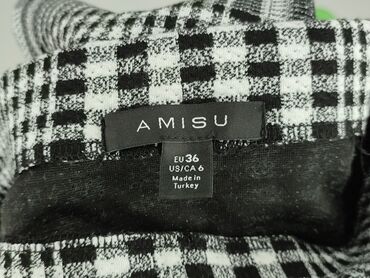 AMISU
EU 36
US/CA 6
Made in
Turkey